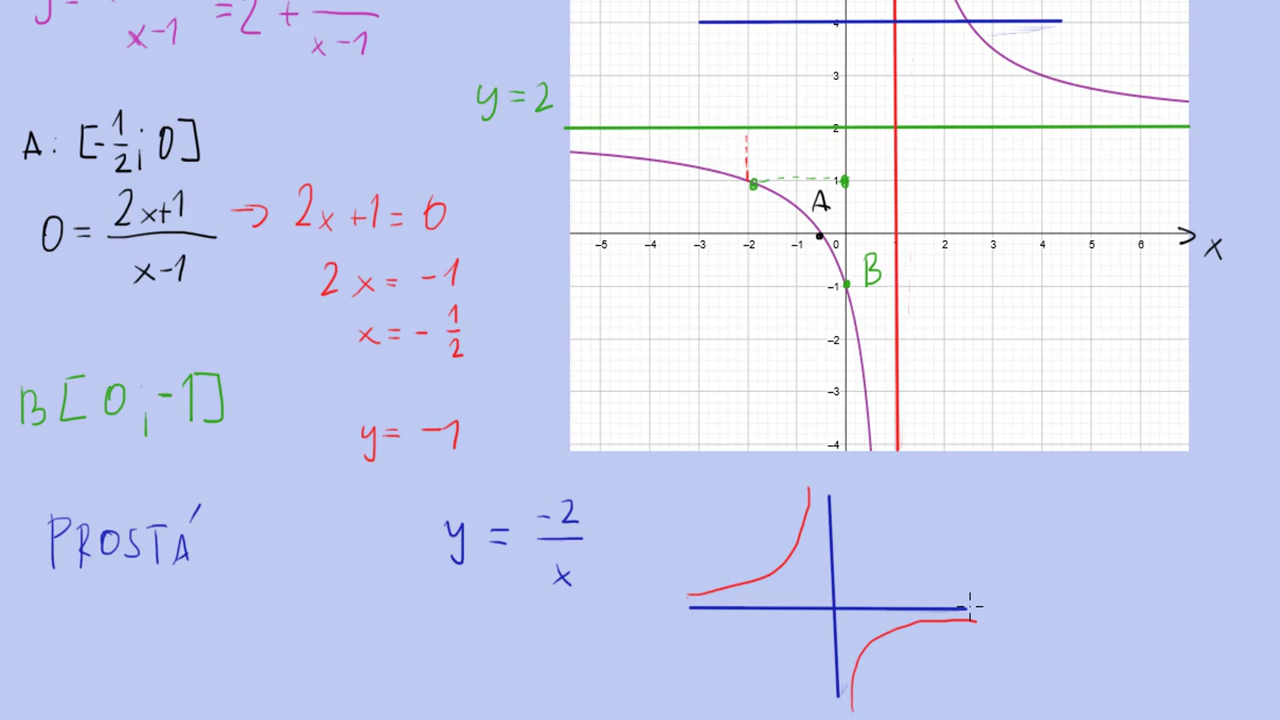 y = = 2 +
x-1 x-1
y = 2
A: [-1/2; 0]
0 = 2x+1 / x-1 → 2x+1 = 0
2x = -1
x = -1/2
B [0; -1]
y = -1
PROSTÁ
y = -2/x
4
3
2
1
-5 -4 -3 -2 -1 0 2 3 4 5 6
-1
-2
-3
-4
A
B
x